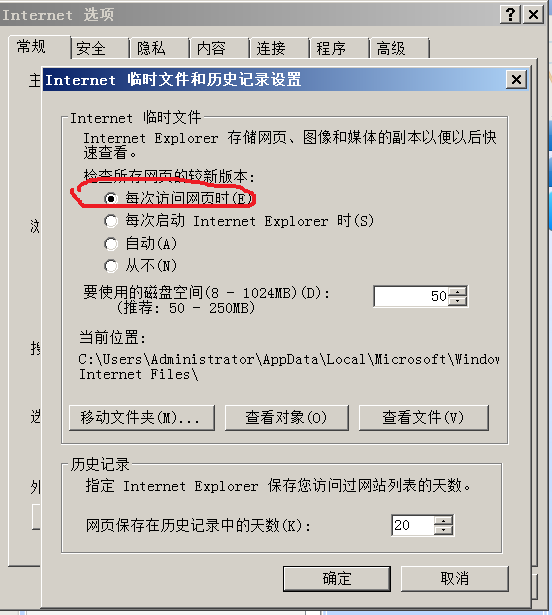 Internet 选项
常规 安全 隐私 内容 连接 程序 高级
主
Internet 临时文件和历史记录设置
Internet 临时文件
Internet Explorer 存储网页、图像和媒体的副本以便以后快
速查看。
检查所存网页的较新版本:
每次访问网页时(E)
每次启动 Internet Explorer 时(S)
浏
自动(A)
从不(N)
要使用的磁盘空间(8 - 1024MB)(D): 50
(推荐: 50 - 250MB)
当前位置:
搜
C:\Users\Administrator\AppData\Local\Microsoft\Window
Internet Files\
选
移动文件夹(M)... 查看对象(O) 查看文件(V)
历史记录
外
指定 Internet Explorer 保存您访问过网站列表的天数。
网页保存在历史记录中的天数(K): 20
确定 取消